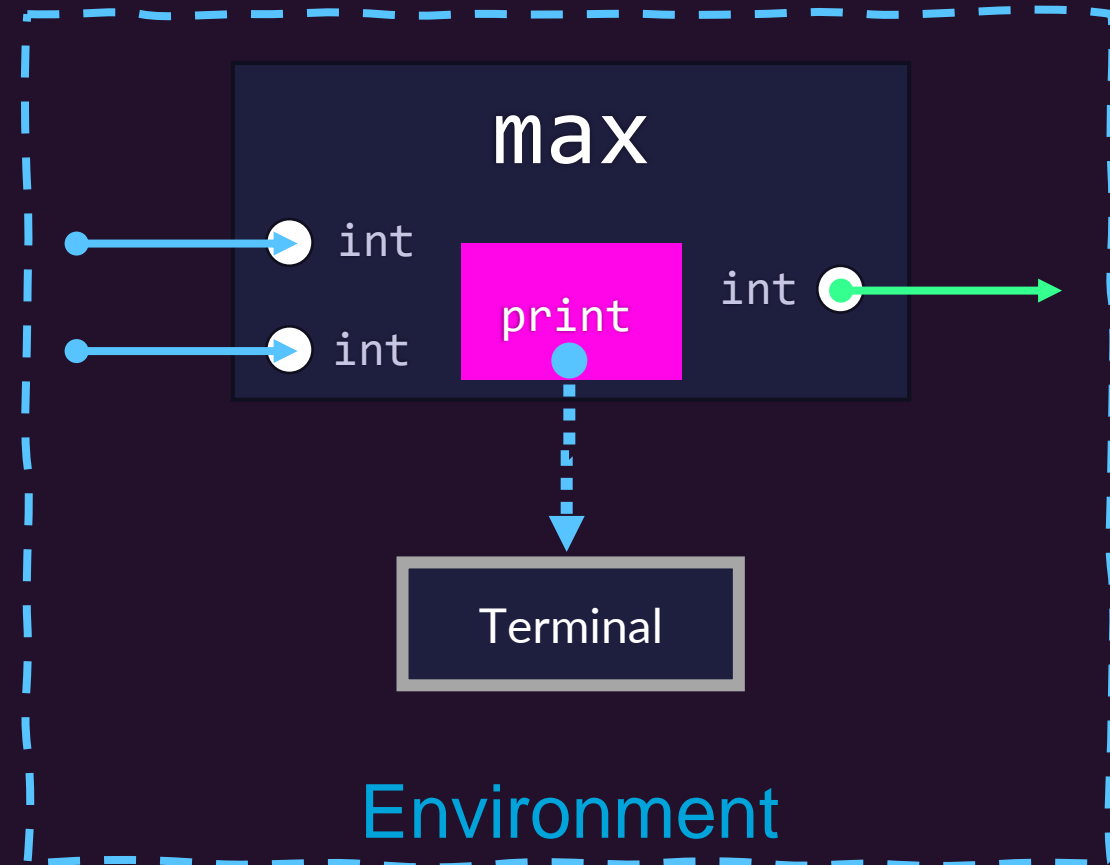 max
int
int
print
int
Terminal
Environment